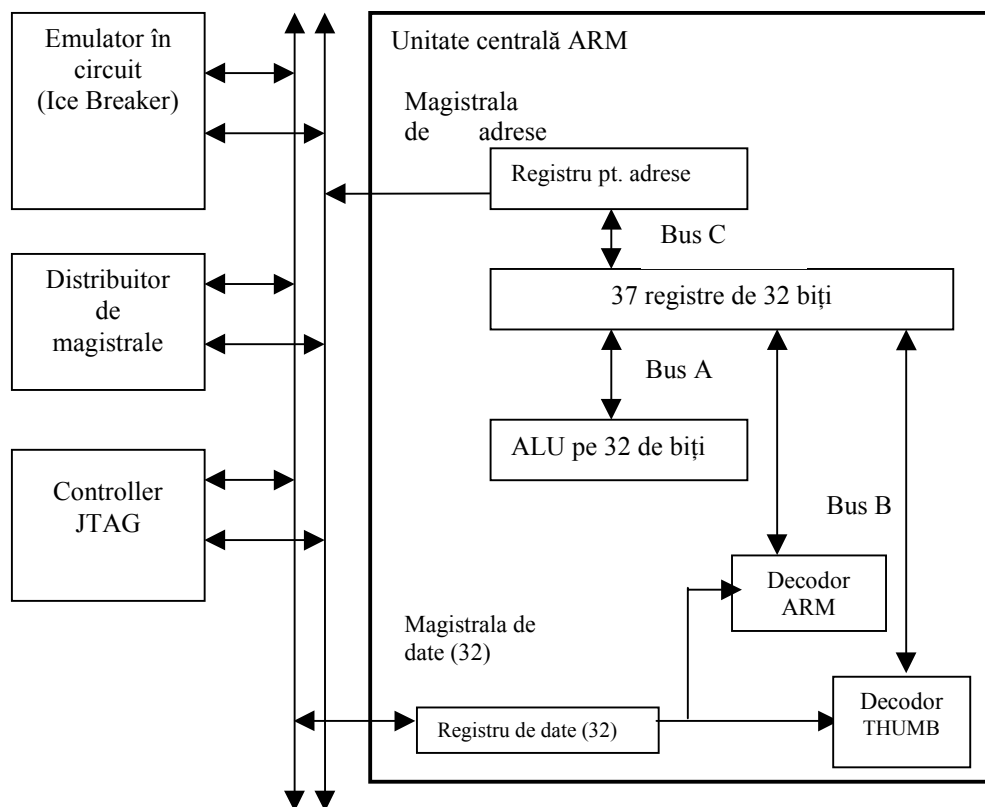 Emulator în
circuit
(Ice Breaker)
Distribuitor
de
magistrale
Controller
JTAG
Unitate centrală ARM
Magistrala
de adrese
Registru pt. adrese
Bus C
37 registre de 32 biți
Bus A
ALU pe 32 de biți
Bus B
Decodor
ARM
Magistrala de
date (32)
Registru de date (32)
Decodor
THUMB